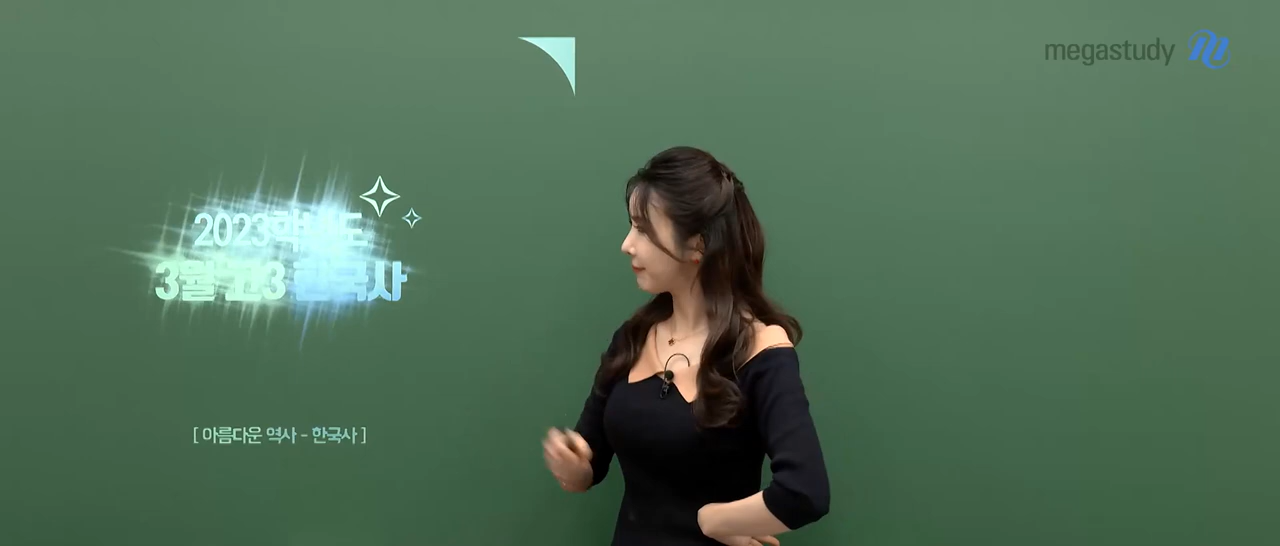 megastudy
2023학년도
3월 고3 한국사
[ 아름다운 역사 - 한국사 ]